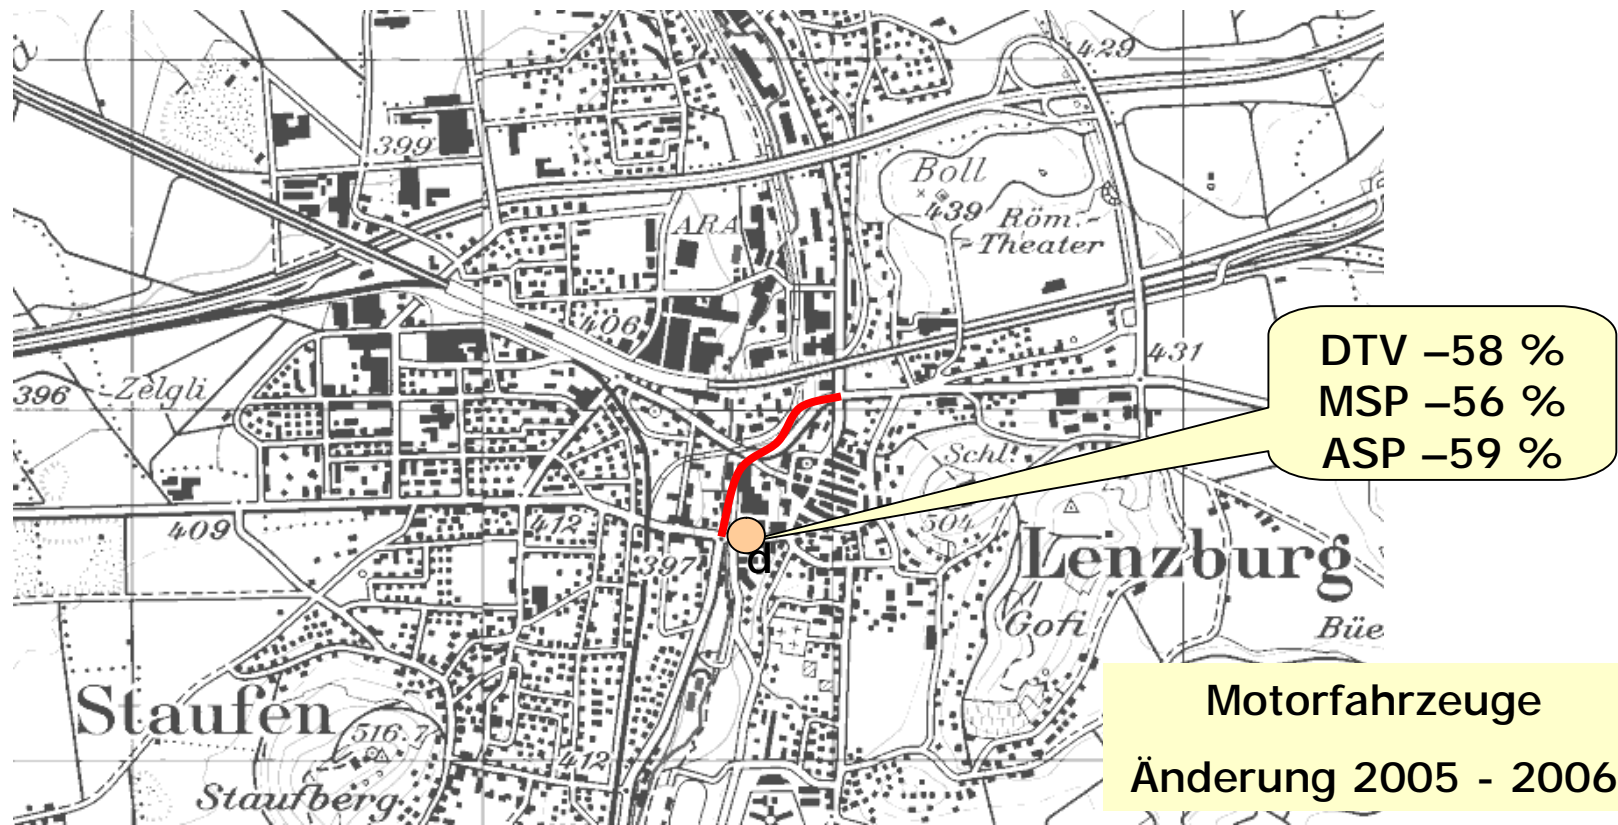 429
399
Boll
439
Röm.-
Theater
ARA
406
431
DTV –58 %
MSP –56 %
ASP –59 %
396
Zelgli
Schl.
504
409
412
397
d
Lenzburg
Gofi
Büe
Staufen
516.7
412
Staufberg
Motorfahrzeuge
Änderung 2005 - 2006